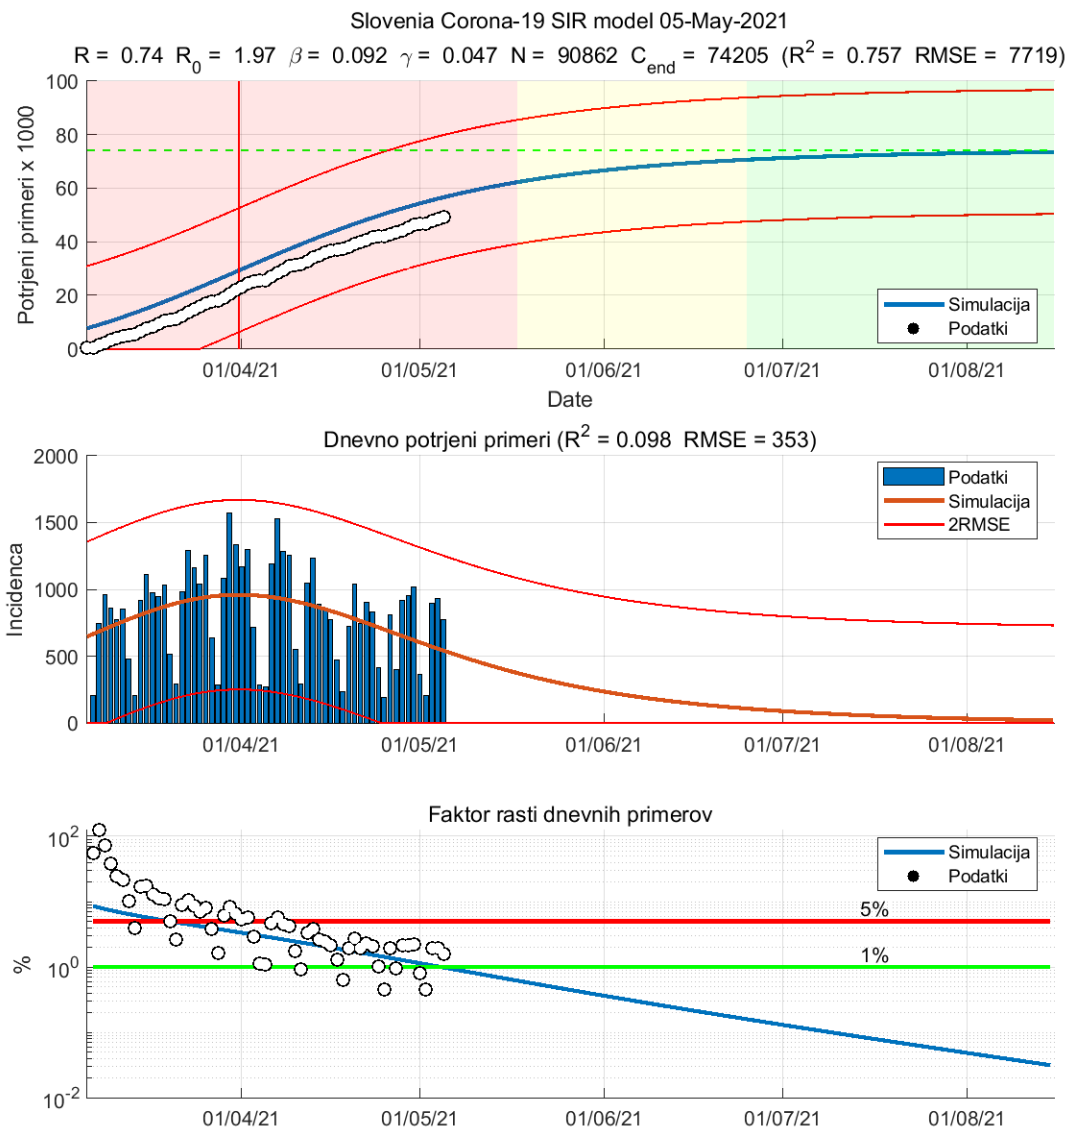 Slovenia Corona-19 SIR model 05-May-2021
R = 0.74 R0 = 1.97 β = 0.092 γ = 0.047 N = 90862 Cend = 74205 (R2 = 0.757 RMSE = 7719)
Potrjeni primeri x 1000
100
80
60
40
20
0
Simulacija
Podatki
01/04/21 01/05/21 01/06/21 01/07/21 01/08/21
Date
Dnevno potrjeni primeri (R2 = 0.098 RMSE = 353)
Incidenca
2000
1500
1000
500
0
Podatki
Simulacija
2RMSE
01/04/21 01/05/21 01/06/21 01/07/21 01/08/21
Faktor rasti dnevnih primerov
%
10^2
10^0
10^-2
Simulacija
Podatki
5%
1%
01/04/21 01/05/21 01/06/21 01/07/21 01/08/21